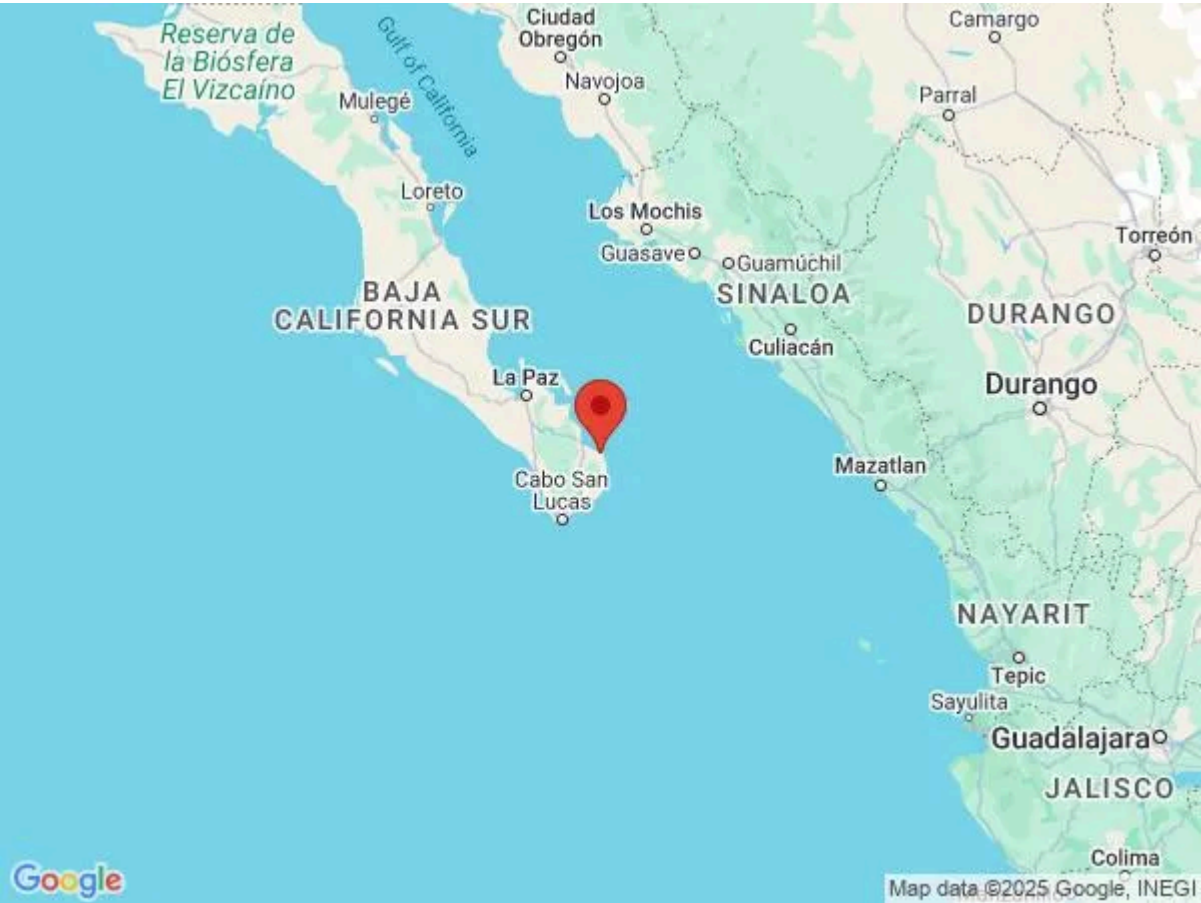 Reserva de
la Biósfera
El Vizcaíno
Gulf of California
Ciudad
Obregón
Navojoa
Camargo
Parral
Mulegé
Loreto
Los Mochis
Guasave
Guamúchil
Torreón
BAJA
CALIFORNIA SUR
SINALOA
DURANGO
Culiacán
La Paz
Durango
Cabo San
Lucas
Mazatlan
NAYARIT
Tepic
Sayulita
Guadalajara
JALISCO
Colima
Google
Map data ©2025 Google, INEGI